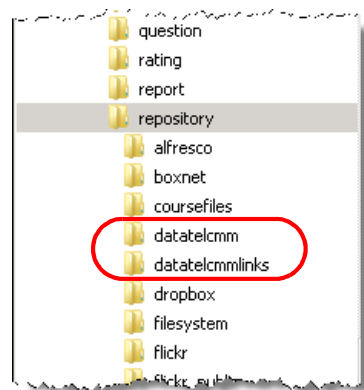 question
rating
report
repository
alfresco
boxnet
coursefiles
datatelcmm
datatelcmmlinks
dropbox
filesystem
flickr